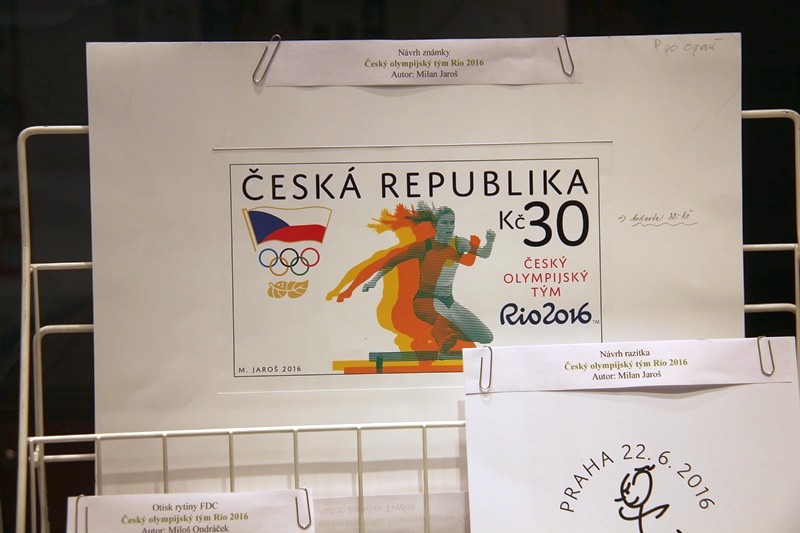 Návrh známky
Český olympijský tým Rio 2016
Autor: Milan Jaroš
ČESKÁ REPUBLIKA
Kč 30
ČESKÝ
OLYMPIJSKÝ
TÝM
Rio2016™
M. JAROŠ 2016
Návrh razítka
Český olympijský tým Rio 2016
Autor: Milan Jaroš
PRAHA 22. 6. 2016
Otisk rytiny FDC
Český olympijský tým Rio 2016
Autor: Miloš Ondráček